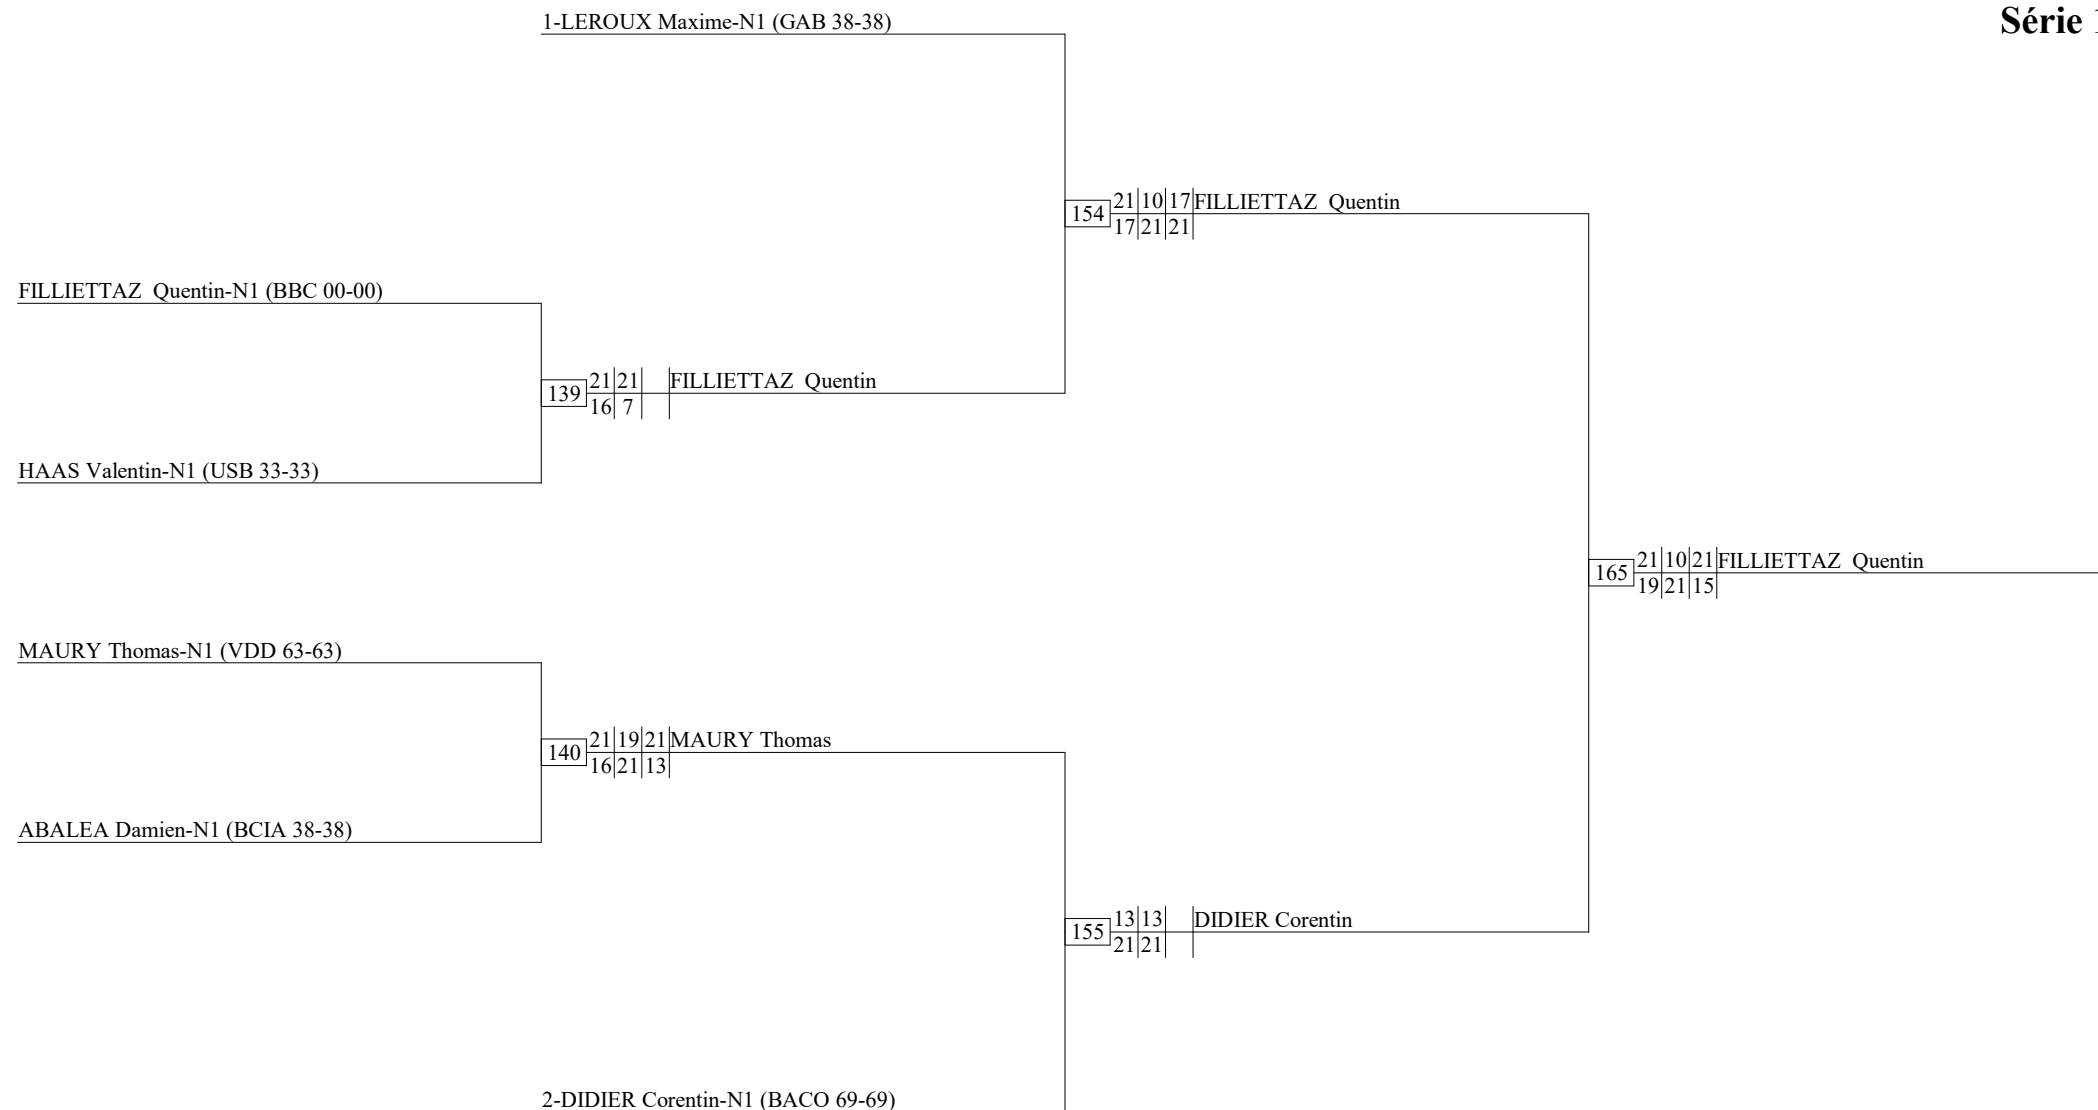 1-LEROUX Maxime-N1 (GAB 38-38)
Série 1
154 21 10 17 FILLIETTAZ  Quentin
17 21 21
FILLIETTAZ  Quentin-N1 (BBC 00-00)
139 21 21 FILLIETTAZ  Quentin
16 7
HAAS Valentin-N1 (USB 33-33)
165 21 10 21 FILLIETTAZ  Quentin
19 21 15
MAURY Thomas-N1 (VDD 63-63)
140 21 19 21 MAURY Thomas
16 21 13
ABALEA Damien-N1 (BCIA 38-38)
155 13 13 DIDIER Corentin
21 21
2-DIDIER Corentin-N1 (BACO 69-69)